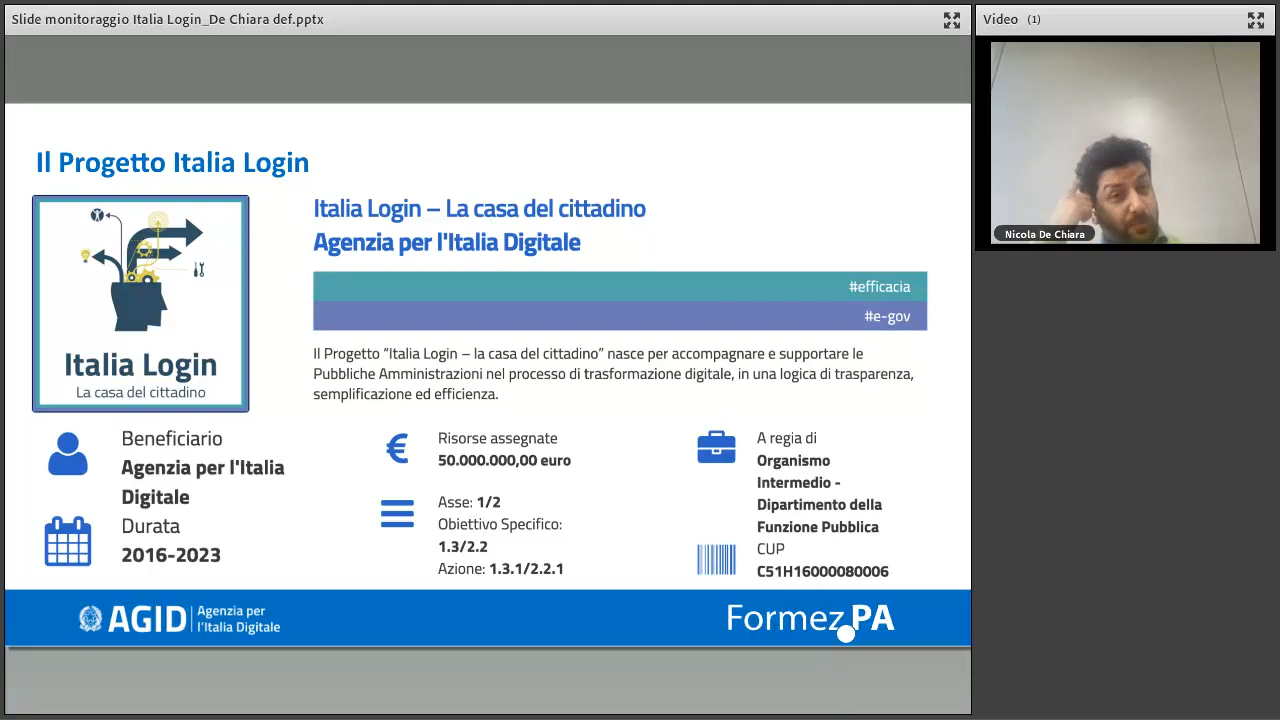 Slide monitoraggio Italia Login_De Chiara def.pptx
Video (1)
Nicola De Chiara
Il Progetto Italia Login
Italia Login
La casa del cittadino
Italia Login – La casa del cittadino
Agenzia per l'Italia Digitale
#efficacia
#e-gov
Il Progetto “Italia Login – la casa del cittadino” nasce per accompagnare e supportare le
Pubbliche Amministrazioni nel processo di trasformazione digitale, in una logica di trasparenza,
semplificazione ed efficienza.
Beneficiario
Agenzia per l'Italia
Digitale
Durata
2016-2023
Risorse assegnate
50.000.000,00 euro
Asse: 1/2
Obiettivo Specifico:
1.3/2.2
Azione: 1.3.1/2.2.1
A regia di
Organismo
Intermedio -
Dipartimento della
Funzione Pubblica
CUP
C51H16000080006
AGID
Agenzia per
l'Italia Digitale
Formez PA